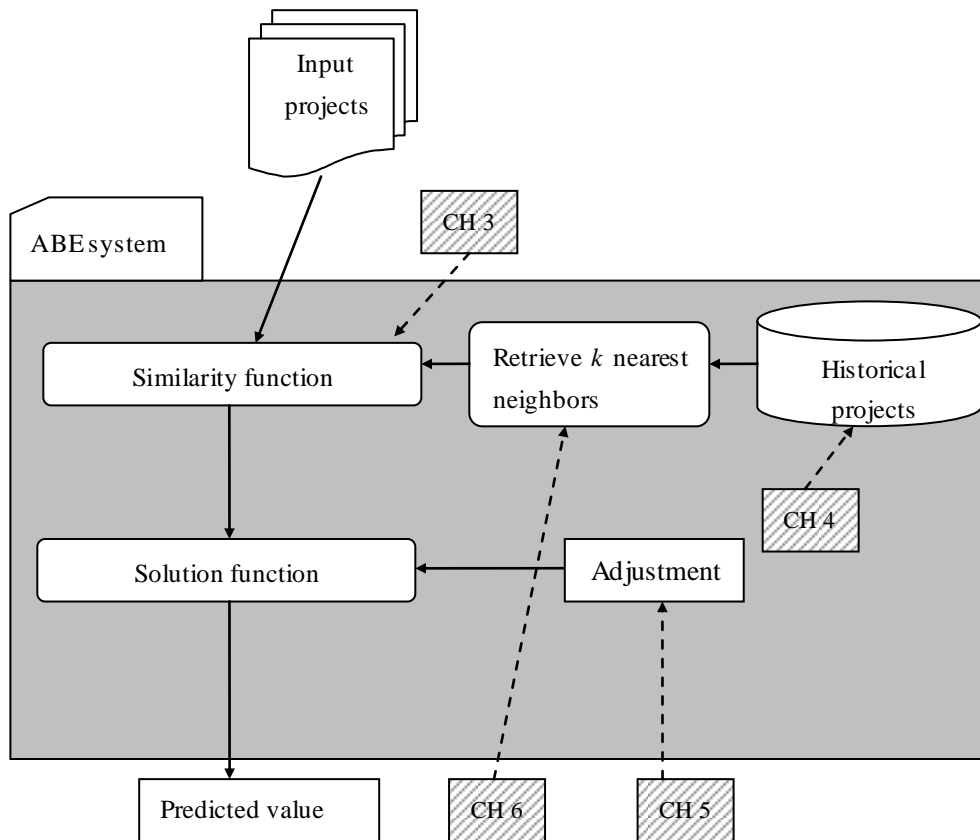 Input
projects
CH 3
ABE system
Similarity function
Retrieve k nearest
neighbors
Historical
projects
CH 4
Solution function
Adjustment
Predicted value
CH 6
CH 5